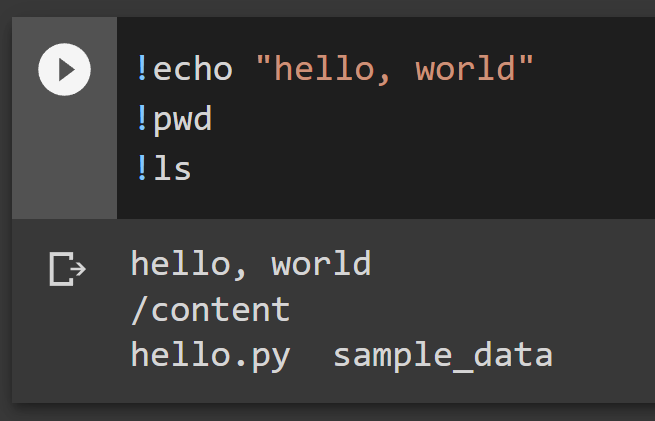 !echo "hello, world"
!pwd
!ls
hello, world
/content
hello.py  sample_data